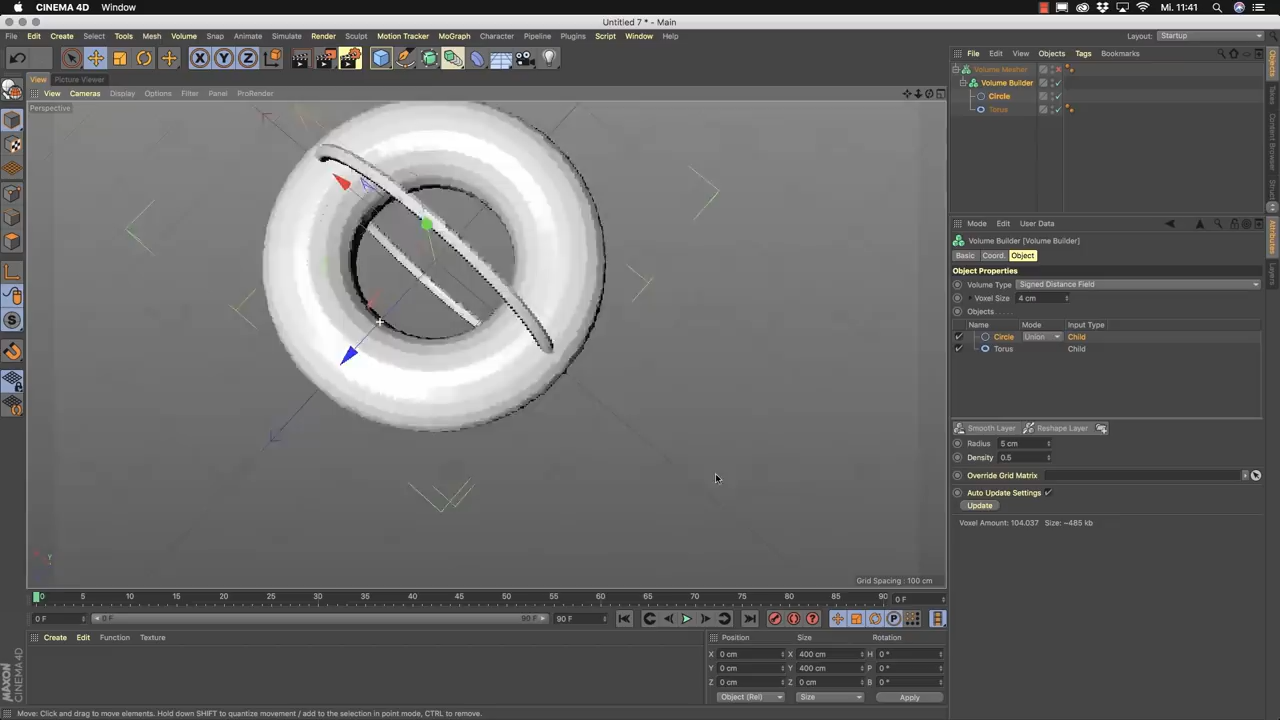 CINEMA 4D Window
Mi. 11:41
Untitled 7 * - Main
File Edit Create Select Tools Mesh Volume Snap Animate Simulate Render Sculpt Motion Tracker MoGraph Character Pipeline Plugins Script Window Help
Layout: Startup
X Y Z
File Edit View Objects Tags Bookmarks
Volume Mesher
Volume Builder
Circle
Torus
View Picture Viewer
View Cameras Display Options Filter Panel ProRender
Perspective
Grid Spacing : 100 cm
Objects
Takes
Content Browser
Attributes
Layers
Mode Edit User Data
Volume Builder [Volume Builder]
Basic Coord. Object
Object Properties
Volume Type Signed Distance Field
Voxel Size 4 cm
Objects
Name Mode Input Type
Circle Union Child
Torus Child
Smooth Layer Reshape Layer
Radius 5 cm
Density 0.5
Override Grid Matrix
Auto Update Settings
Update
Voxel Amount: 104.037 Size: ~485 kb
0 5 10 15 20 25 30 35 40 45 50 55 60 65 70 75 80 85 90 0 F
0 F 0 F 90 F 90 F
Create Edit Function Texture
Position Size Rotation
X 0 cm X 400 cm H 0 °
Y 0 cm Y 400 cm P 0 °
Z 0 cm Z 0 cm B 0 °
Object (Rel) Size Apply
MAXON
CINEMA 4D
Move: Click and drag to move elements. Hold down SHIFT to quantize movement / add to the selection in point mode, CTRL to remove.